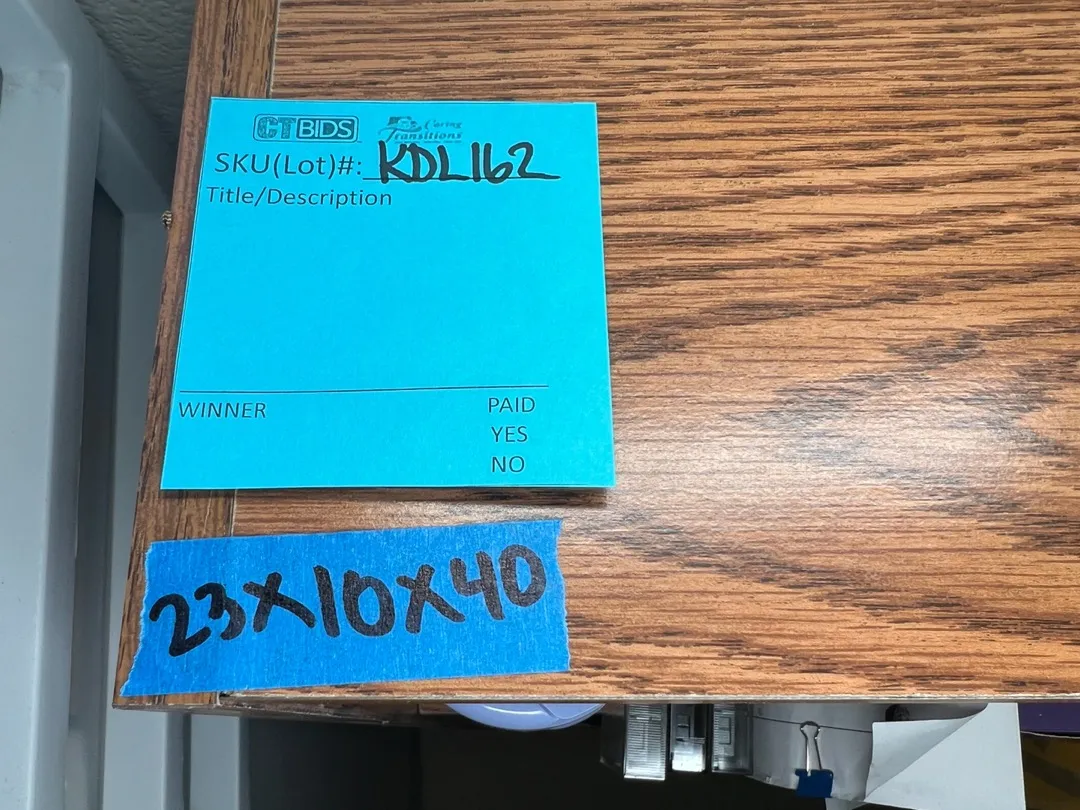 CTBIDS Caring Transitions
SKU(Lot)#: KDL162
Title/Description
WINNER PAID
YES
NO
23X10X40